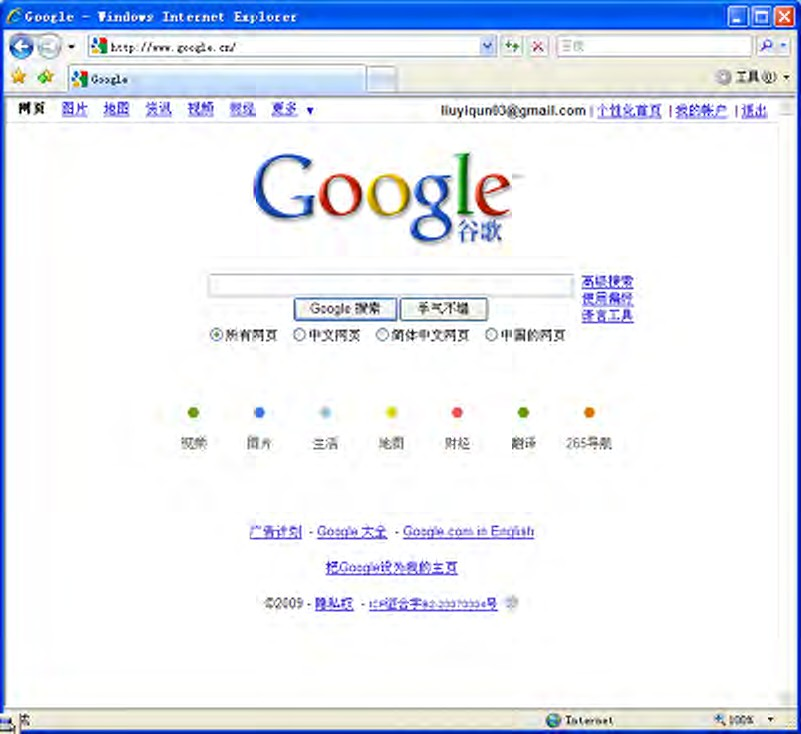 Google - Windows Internet Explorer
http://www.google.cn/
Google
工具(O)
网页 图片 地图 资讯 视频 财经 更多 ▼ liuyiqun03@gmail.com | 个性化首页 | 我的帐户 | 退出
Google
谷歌
高级搜索
使用偏好
语言工具
Google 搜索 手气不错
所有网页 中文网页 简体中文网页 中国的网页
视频 图片 生活 地图 财经 翻译 265导航
广告计划 - Google 大全 - Google.com in English
把Google设为我的主页
©2009 - 隐私权 - ICP证合字B2-20070004号
Internet 100%